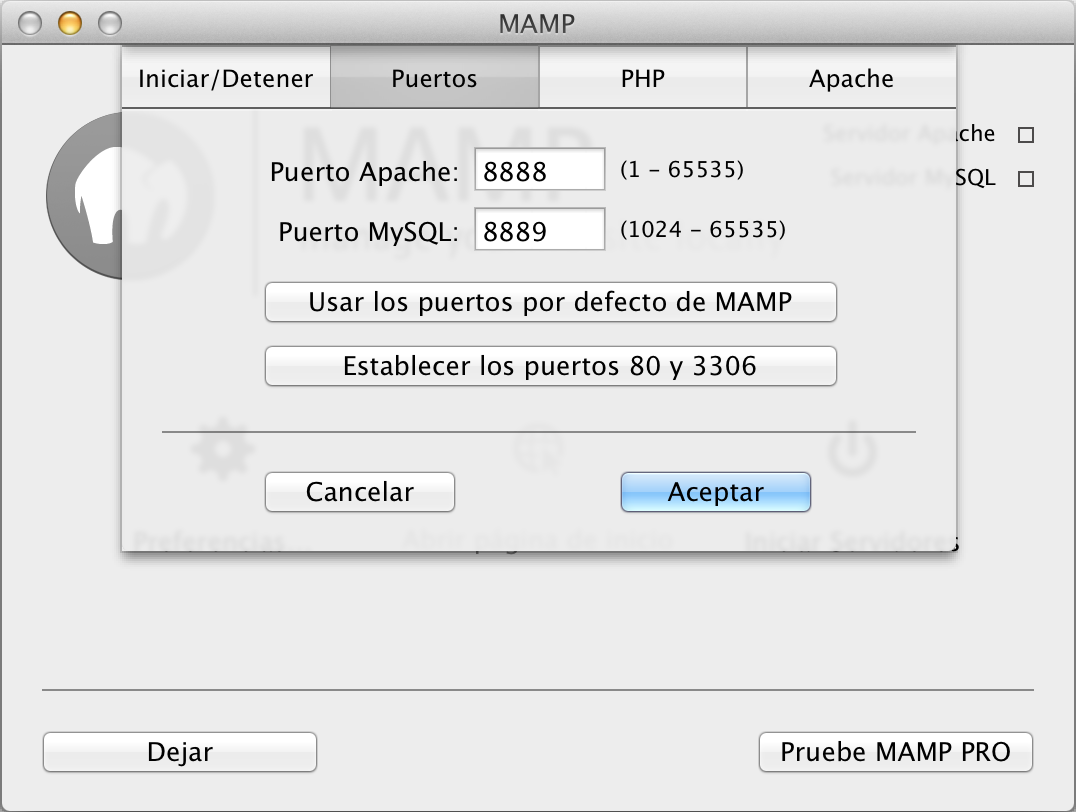 MAMP
Iniciar/Detener
Puertos
PHP
Apache
Servidor Apache
MAMP
Puerto Apache: 8888 (1 – 65535)
Servidor MySQL
Puerto MySQL: 8889 (1024 – 65535)
Usar los puertos por defecto de MAMP
Establecer los puertos 80 y 3306
Cancelar
Aceptar
Preferencias...
Abrir página de inicio
Iniciar Servidores
Dejar
Pruebe MAMP PRO